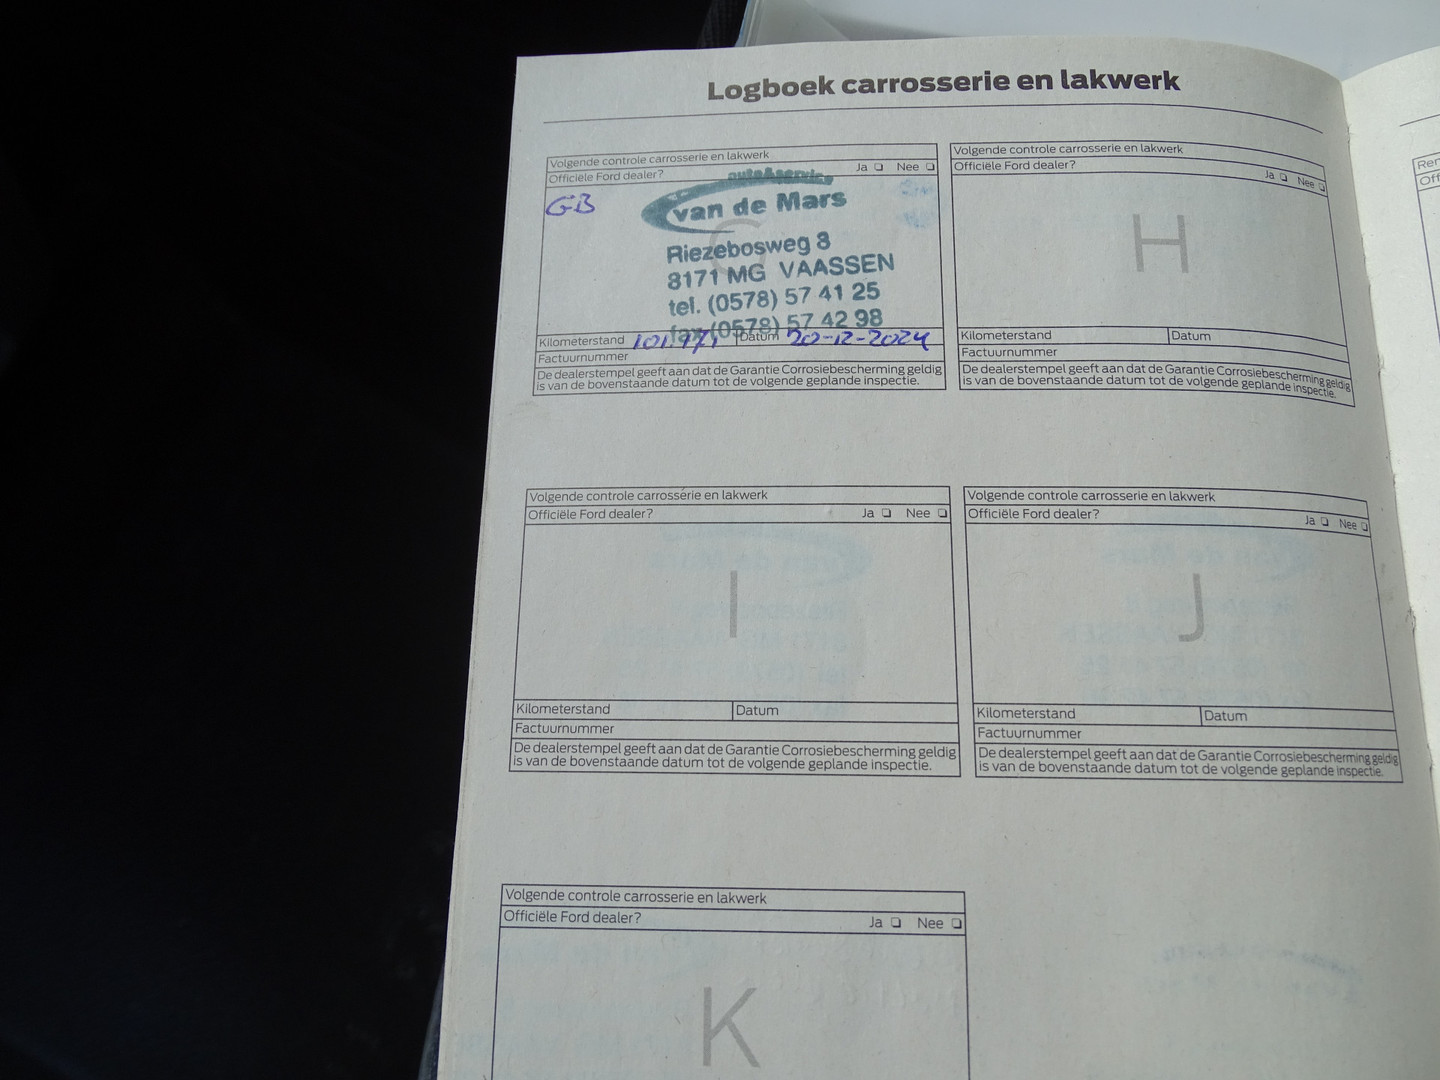 Logboek carrosserie en lakwerk
Volgende controle carrosserie en lakwerk
Officiële Ford dealer? Ja ❏ Nee ❏
GB
auto&service
van de Mars
G
Riezebosweg 8
8171 MG VAASSEN
tel. (0578) 57 41 25
fax (0578) 57 42 98
Kilometerstand Datum 20-12-2024
Factuurnummer
De dealerstempel geeft aan dat de Garantie Corrosiebescherming geldig
is van de bovenstaande datum tot de volgende geplande inspectie.
Volgende controle carrosserie en lakwerk
Officiële Ford dealer? Ja ❏ Nee ❏
H
Kilometerstand Datum
Factuurnummer
De dealerstempel geeft aan dat de Garantie Corrosiebescherming geldig
is van de bovenstaande datum tot de volgende geplande inspectie.
Volgende controle carrosserie en lakwerk
Officiële Ford dealer? Ja ❏ Nee ❏
I
Kilometerstand Datum
Factuurnummer
De dealerstempel geeft aan dat de Garantie Corrosiebescherming geldig
is van de bovenstaande datum tot de volgende geplande inspectie.
Volgende controle carrosserie en lakwerk
Officiële Ford dealer? Ja ❏ Nee ❏
J
Kilometerstand Datum
Factuurnummer
De dealerstempel geeft aan dat de Garantie Corrosiebescherming geldig
is van de bovenstaande datum tot de volgende geplande inspectie.
Volgende controle carrosserie en lakwerk
Officiële Ford dealer? Ja ❏ Nee ❏
K